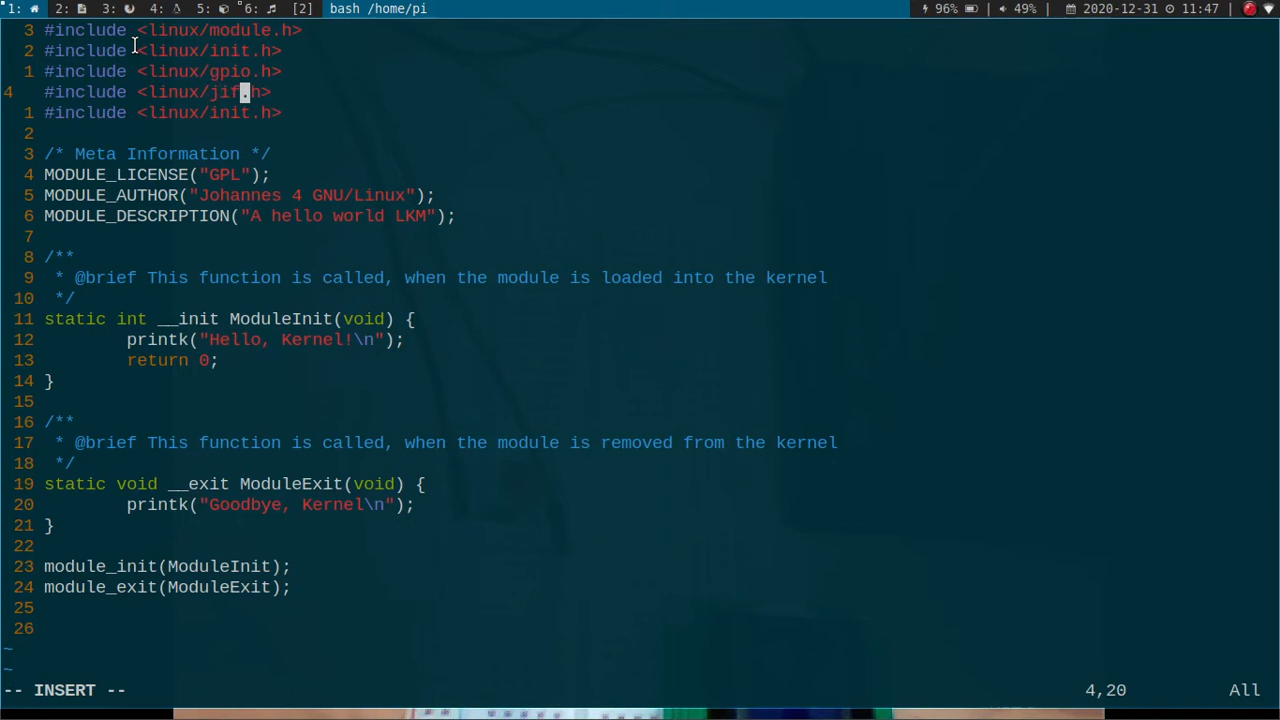 1: 2: 3: 4: 5: 6: [2] bash /home/pi 96% 49% 2020-12-31 11:47
3 #include <linux/module.h>
2 #include <linux/init.h>
1 #include <linux/gpio.h>
4 #include <linux/jif.h>
1 #include <linux/init.h>
2
3 /* Meta Information */
4 MODULE_LICENSE("GPL");
5 MODULE_AUTHOR("Johannes 4 GNU/Linux");
6 MODULE_DESCRIPTION("A hello world LKM");
7
8 /**
9  * @brief This function is called, when the module is loaded into the kernel
10  */
11 static int __init ModuleInit(void) {
12         printk("Hello, Kernel!\n");
13         return 0;
14 }
15
16 /**
17  * @brief This function is called, when the module is removed from the kernel
18  */
19 static void __exit ModuleExit(void) {
20         printk("Goodbye, Kernel\n");
21 }
22
23 module_init(ModuleInit);
24 module_exit(ModuleExit);
25
26
~
~
-- INSERT -- 4,20 All